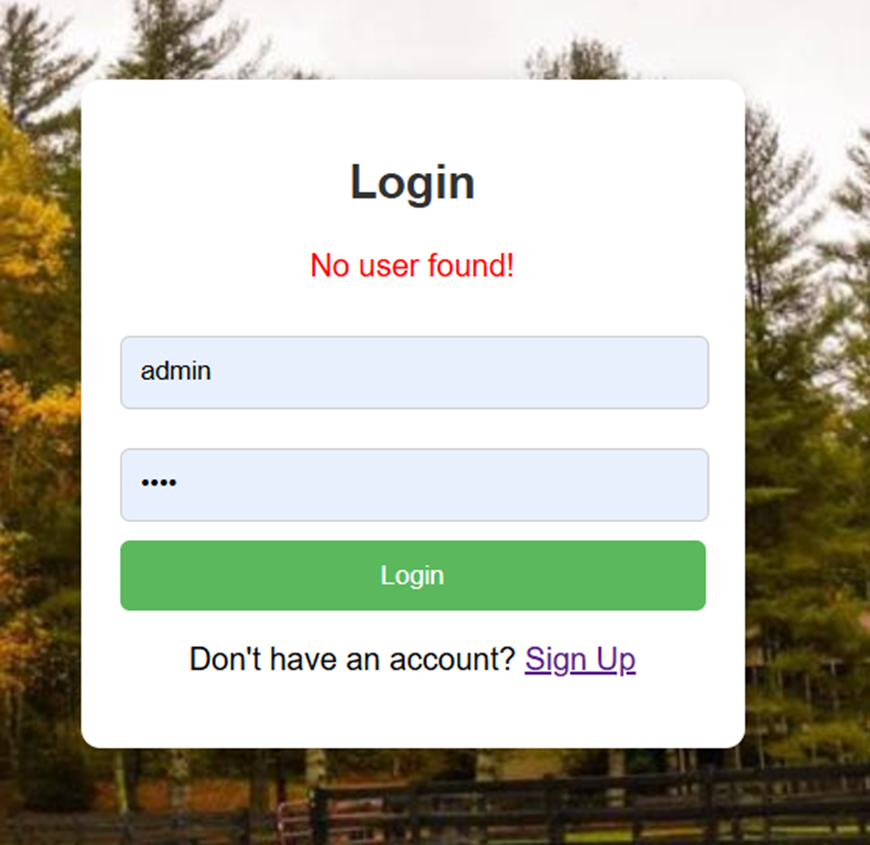 Login
No user found!
admin
••••
Login
Don't have an account? Sign Up